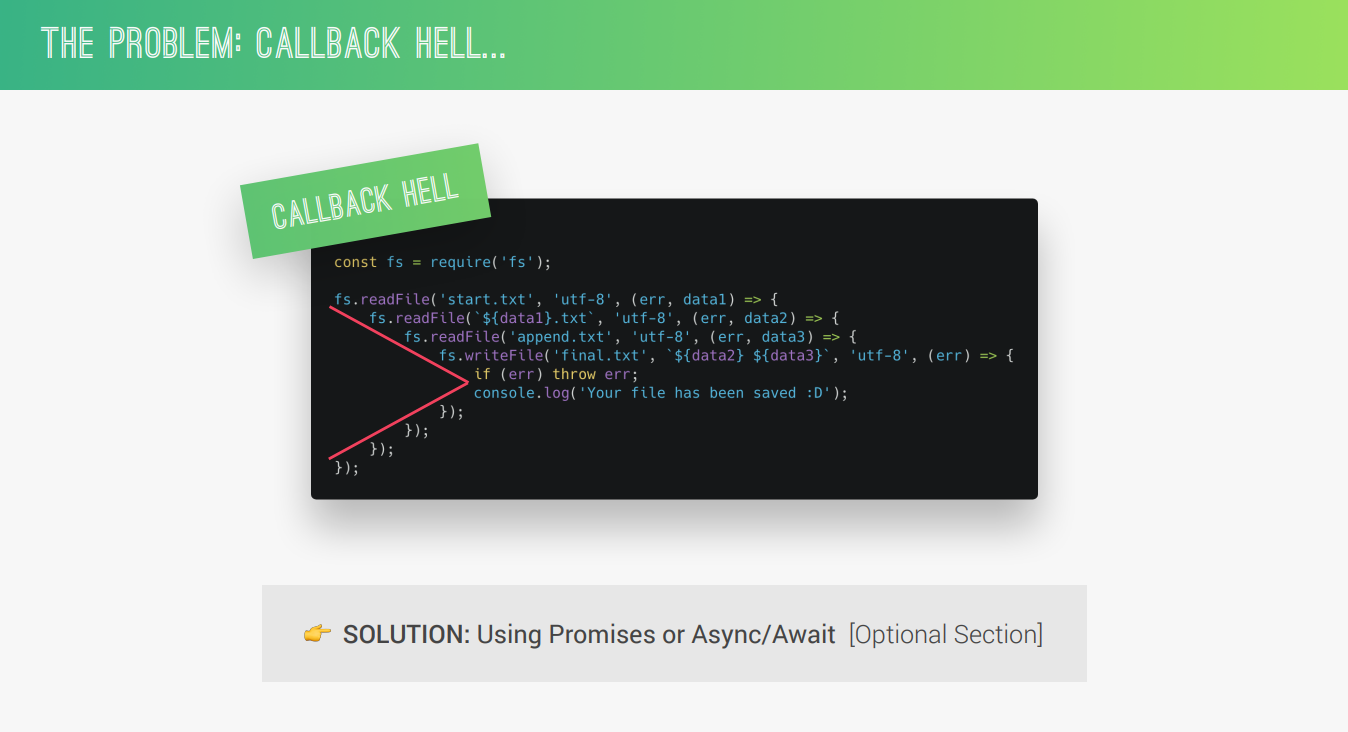 THE PROBLEM: CALLBACK HELL...
CALLBACK HELL
const fs = require('fs');
fs.readFile('start.txt', 'utf-8', (err, data1) => {
    fs.readFile(`${data1}.txt`, 'utf-8', (err, data2) => {
        fs.readFile('append.txt', 'utf-8', (err, data3) => {
            fs.writeFile('final.txt', `${data2} ${data3}`, 'utf-8', (err) => {
                if (err) throw err;
                console.log('Your file has been saved :D');
            });
        });
    });
});
👉 SOLUTION: Using Promises or Async/Await [Optional Section]